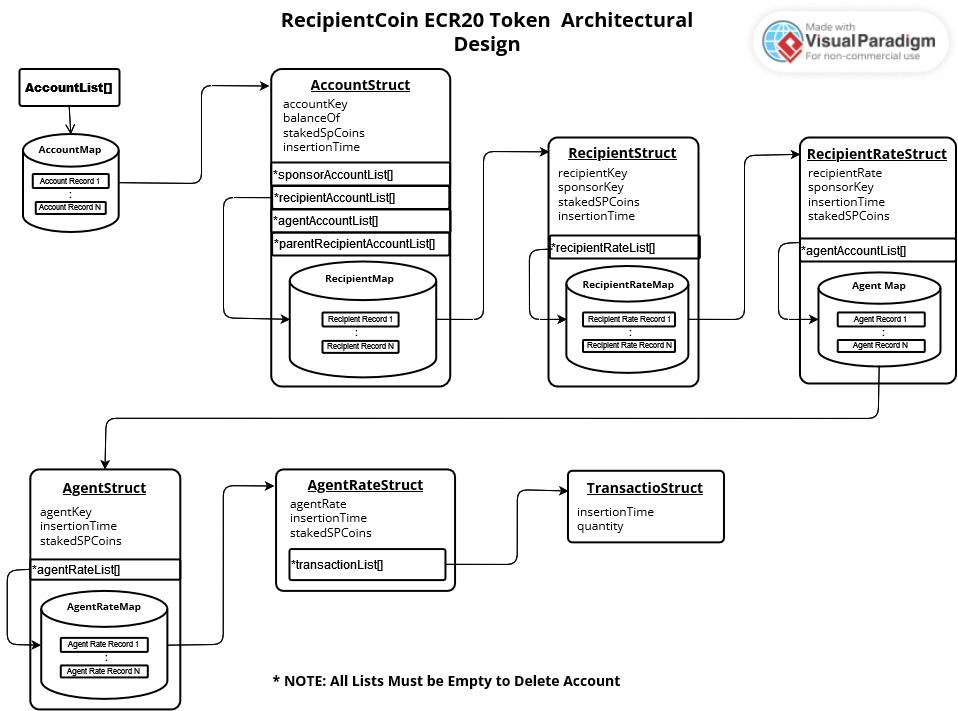 RecipientCoin ECR20 Token Architectural
Design
Made with
VisualParadigm
For non-commercial use
AccountList[]
AccountMap
Account Record 1
:
Account Record N
AccountStruct
accountKey
balanceOf
stakedSpCoins
insertionTime
*sponsorAccountList[]
*recipientAccountList[]
*agentAccountList[]
*parentRecipientAccountList[]
RecipientMap
Recipient Record 1
:
Recipient Record N
RecipientStruct
recipientKey
sponsorKey
stakedSPCoins
insertionTime
*recipientRateList[]
RecipientRateMap
Recipient Rate Record 1
:
Recipient Rate Record N
RecipientRateStruct
recipientRate
sponsorKey
insertionTime
stakedSPCoins
*agentAccountList[]
Agent Map
Agent Record 1
:
Agent Record N
AgentStruct
agentKey
insertionTime
stakedSPCoins
*agentRateList[]
AgentRateMap
Agent Rate Record 1
:
Agent Rate Record N
AgentRateStruct
agentRate
insertionTime
stakedSPCoins
*transactionList[]
TransactioStruct
insertionTime
quantity
* NOTE: All Lists Must be Empty to Delete Account